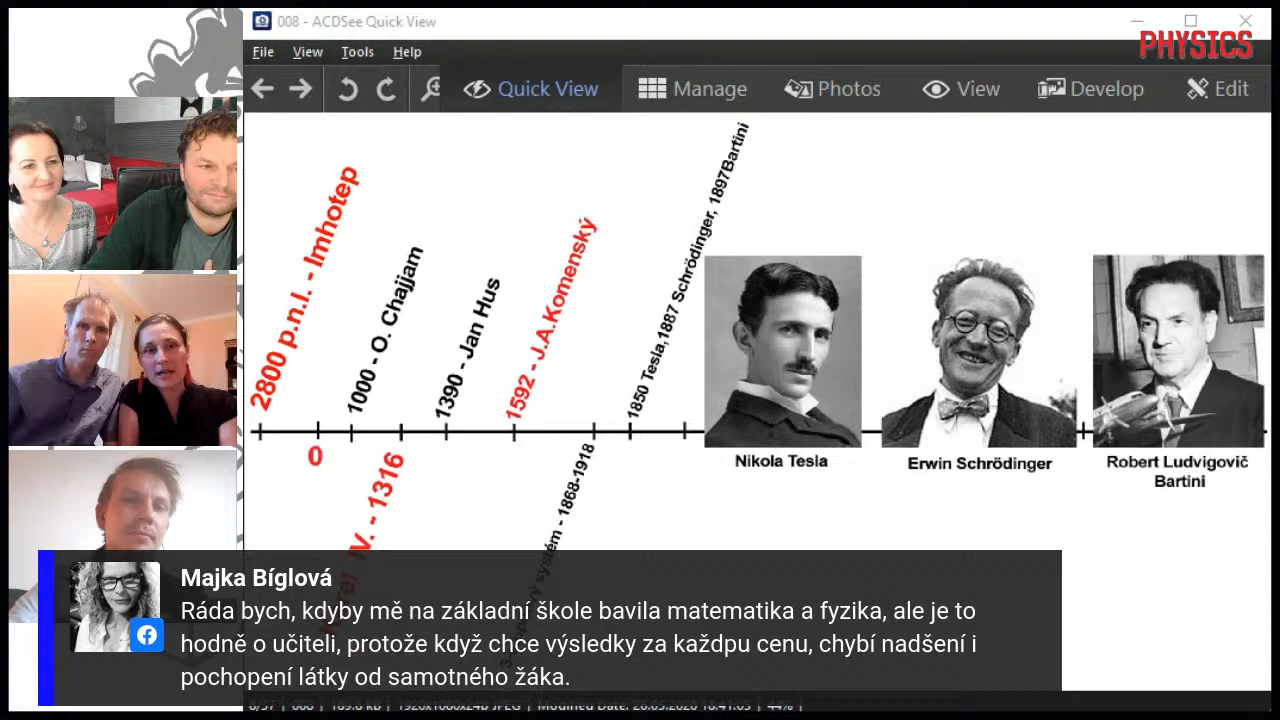 008 - ACDSee Quick View
PHYSICS
File View Tools Help
Quick View
Manage
Photos
View
Develop
Edit
2800 p.n.l. - Imhotep
1000 - O. Chajjam
1390 - Jan Hus
1592 - J.A.Komenský
1850 Tesla,1887 Schrödinger, 1897Bartini
0
IV. - 1316
systém - 1868-1918
Nikola Tesla
Erwin Schrödinger
Robert Ludvigovič
Bartini
Majka Bíglová
Ráda bych, kdyby mě na základní škole bavila matematika a fyzika, ale je to
hodně o učiteli, protože když chce výsledky za každpu cenu, chybí nadšení i
pochopení látky od samotného žáka.